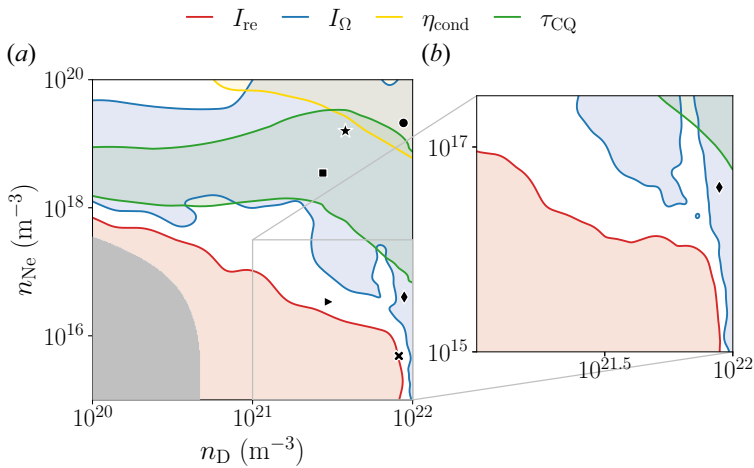 I_re I_Ω η_cond τ_CQ
(a) (b)
10^20
10^18
10^16
n_Ne (m^−3)
10^20 10^21 10^22
n_D (m^−3)
10^17
10^15
10^21.5 10^22